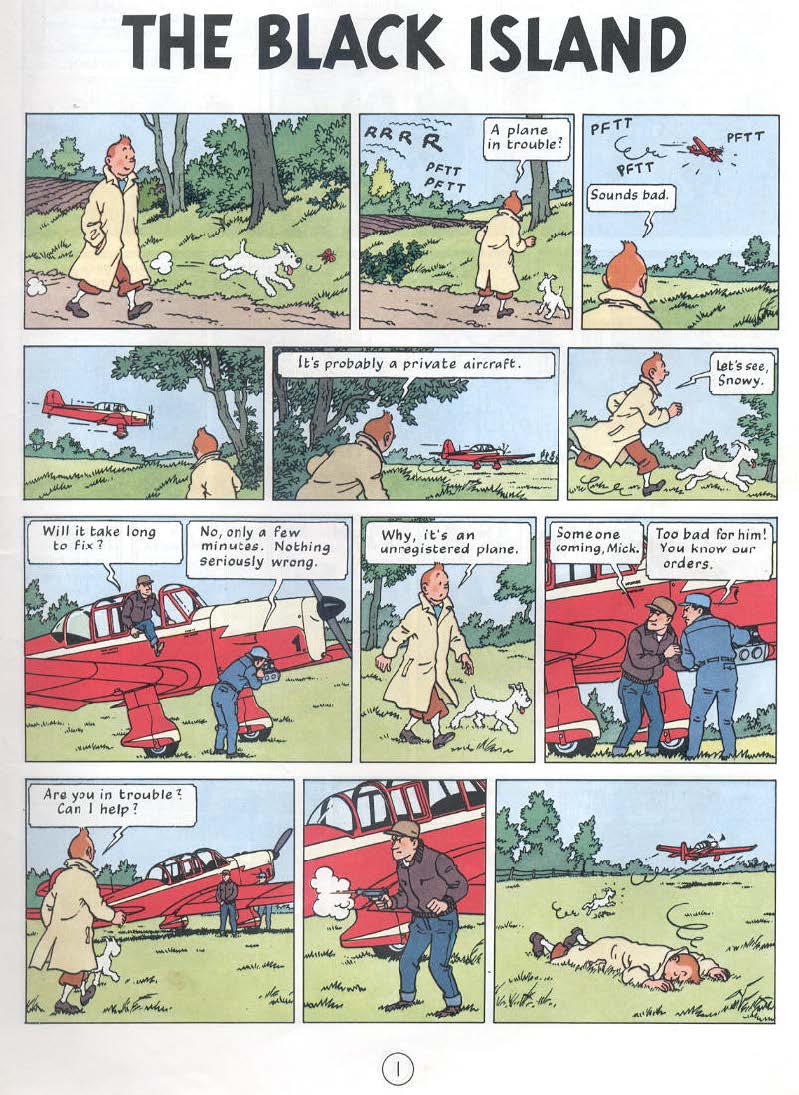 THE BLACK ISLAND
RRRR
PFTT
PFTT
A plane
in trouble?
PFTT
PFTT
PFTT
Sounds bad.
It's probably a private aircraft.
Let's see,
Snowy.
Will it take long
to fix?
No, only a few
minutes. Nothing
seriously wrong.
1
Why, it's an
unregistered plane.
Someone
coming, Mick.
Too bad for him!
You know our
orders.
Are you in trouble?
Can I help?
1